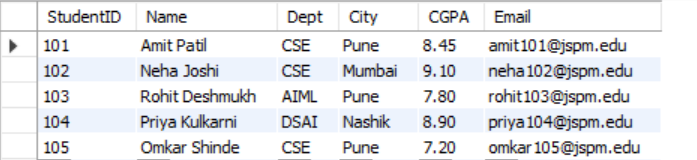 StudentID Name Dept City CGPA Email
101 Amit Patil CSE Pune 8.45 amit101@jspm.edu
102 Neha Joshi CSE Mumbai 9.10 neha102@jspm.edu
103 Rohit Deshmukh AIML Pune 7.80 rohit103@jspm.edu
104 Priya Kulkarni DSAI Nashik 8.90 priya104@jspm.edu
105 Omkar Shinde CSE Pune 7.20 omkar105@jspm.edu